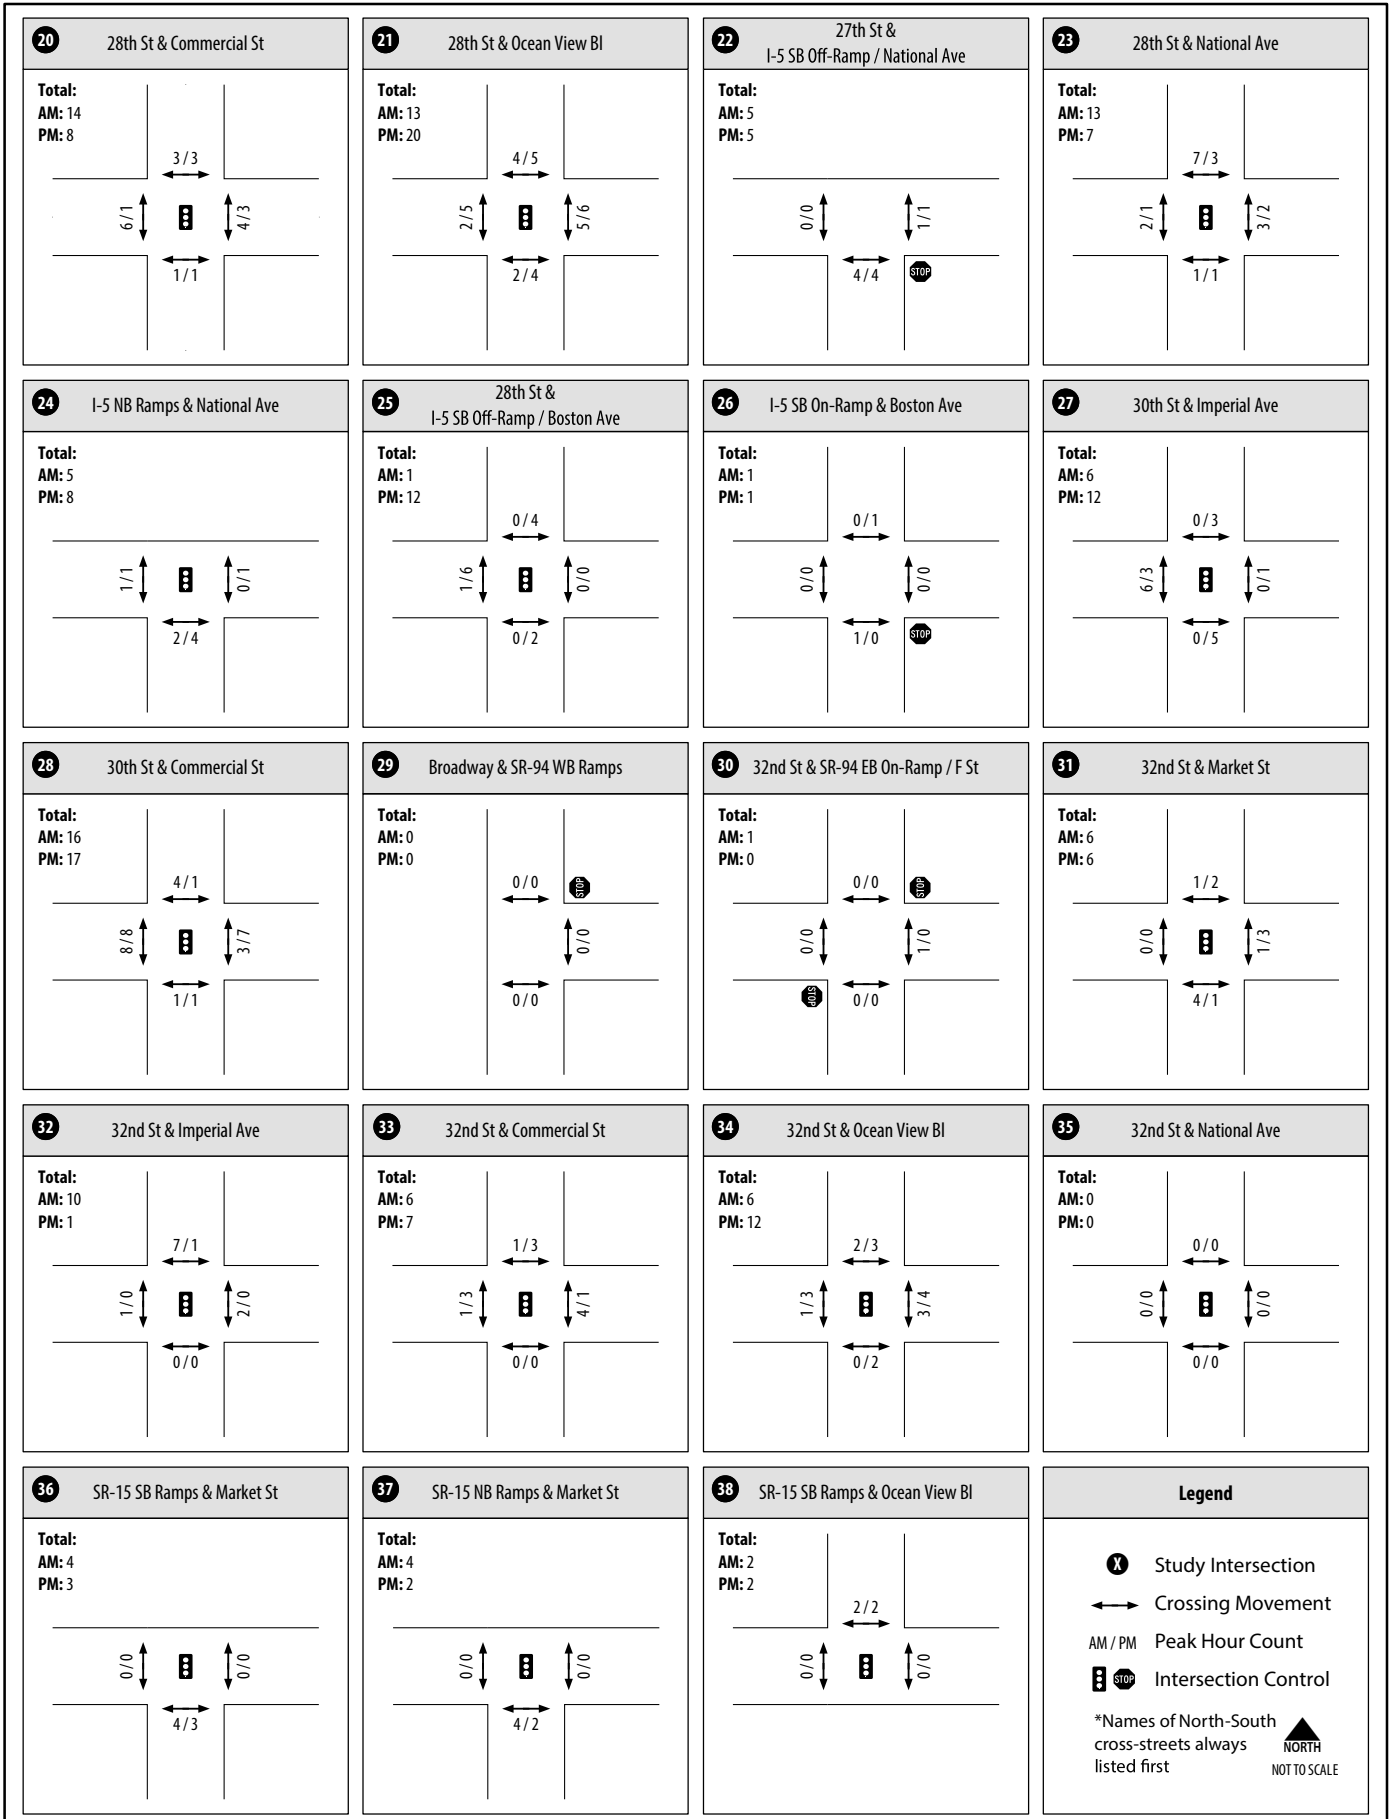 20
28th St & Commercial St
Total:
AM: 14
PM: 8
3 / 3
6 / 1
4 / 3
1 / 1
21
28th St & Ocean View Bl
Total:
AM: 13
PM: 20
4 / 5
2 / 5
5 / 6
2 / 4
22
27th St &
I-5 SB Off-Ramp / National Ave
Total:
AM: 5
PM: 5
0 / 0
1 / 1
4 / 4
STOP
23
28th St & National Ave
Total:
AM: 13
PM: 7
7 / 3
2 / 1
3 / 2
1 / 1
24
I-5 NB Ramps & National Ave
Total:
AM: 5
PM: 8
1 / 1
0 / 1
2 / 4
25
28th St &
I-5 SB Off-Ramp / Boston Ave
Total:
AM: 1
PM: 12
0 / 4
1 / 6
0 / 0
0 / 2
26
I-5 SB On-Ramp & Boston Ave
Total:
AM: 1
PM: 1
0 / 1
0 / 0
0 / 0
1 / 0
STOP
27
30th St & Imperial Ave
Total:
AM: 6
PM: 12
0 / 3
6 / 3
0 / 1
0 / 5
28
30th St & Commercial St
Total:
AM: 16
PM: 17
4 / 1
8 / 8
3 / 7
1 / 1
29
Broadway & SR-94 WB Ramps
Total:
AM: 0
PM: 0
0 / 0
STOP
0 / 0
0 / 0
30
32nd St & SR-94 EB On-Ramp / F St
Total:
AM: 1
PM: 0
0 / 0
STOP
0 / 0
1 / 0
STOP
0 / 0
31
32nd St & Market St
Total:
AM: 6
PM: 6
1 / 2
0 / 0
1 / 3
4 / 1
32
32nd St & Imperial Ave
Total:
AM: 10
PM: 1
7 / 1
1 / 0
2 / 0
0 / 0
33
32nd St & Commercial St
Total:
AM: 6
PM: 7
1 / 3
1 / 3
4 / 1
0 / 0
34
32nd St & Ocean View Bl
Total:
AM: 6
PM: 12
2 / 3
1 / 3
3 / 4
0 / 2
35
32nd St & National Ave
Total:
AM: 0
PM: 0
0 / 0
0 / 0
0 / 0
0 / 0
36
SR-15 SB Ramps & Market St
Total:
AM: 4
PM: 3
0 / 0
0 / 0
4 / 3
37
SR-15 NB Ramps & Market St
Total:
AM: 4
PM: 2
0 / 0
0 / 0
4 / 2
38
SR-15 SB Ramps & Ocean View Bl
Total:
AM: 2
PM: 2
2 / 2
0 / 0
0 / 0
Legend
X Study Intersection
Crossing Movement
AM / PM Peak Hour Count
STOP Intersection Control
*Names of North-South
cross-streets always
listed first
NORTH
NOT TO SCALE